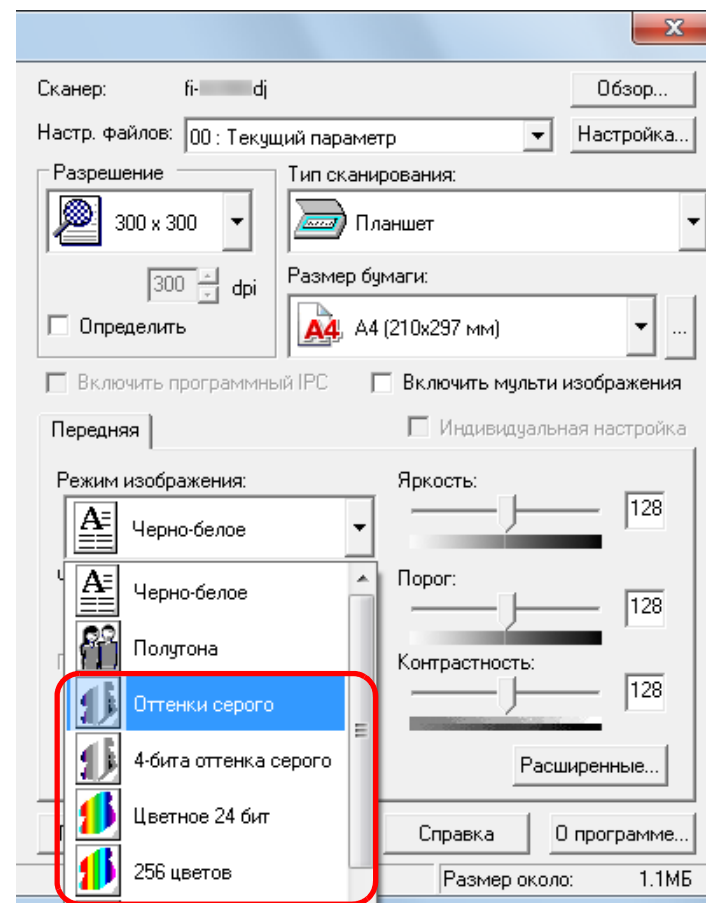 Сканер: fi- dj Обзор...
Настр. файлов: 00 : Текущий параметр Настройка...
Разрешение Тип сканирования:
300 x 300 Планшет
300 dpi Размер бумаги:
Определить A4 A4 (210x297 мм) ...
Включить программный IPC Включить мульти изображения
Передняя Индивидуальная настройка
Режим изображения: Яркость:
Черно-белое 128
Черно-белое Порог:
128
Полутона
Контрастность:
Оттенки серого 128
4-бита оттенка серого
Расширенные...
Цветное 24 бит
Справка О программе...
256 цветов
Размер около: 1.1МБ